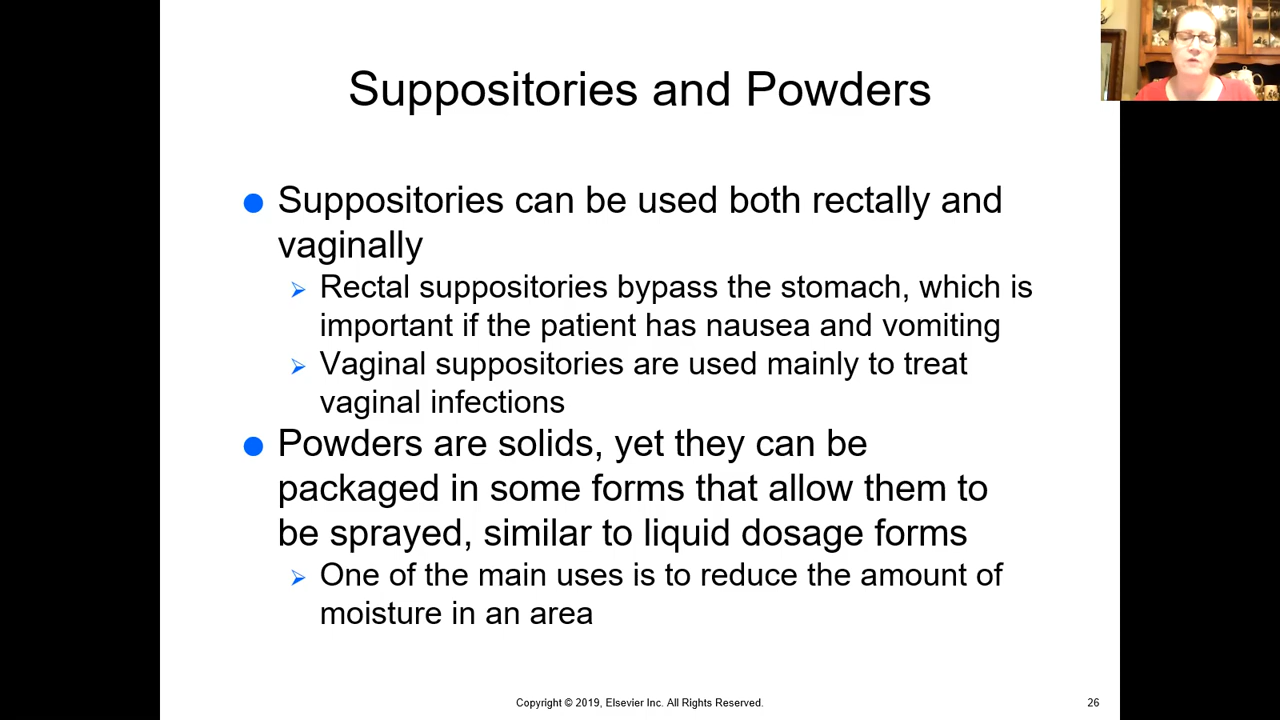 Suppositories and Powders
Suppositories can be used both rectally and
vaginally
Rectal suppositories bypass the stomach, which is
important if the patient has nausea and vomiting
Vaginal suppositories are used mainly to treat
vaginal infections
Powders are solids, yet they can be
packaged in some forms that allow them to
be sprayed, similar to liquid dosage forms
One of the main uses is to reduce the amount of
moisture in an area
Copyright © 2019, Elsevier Inc. All Rights Reserved.
26